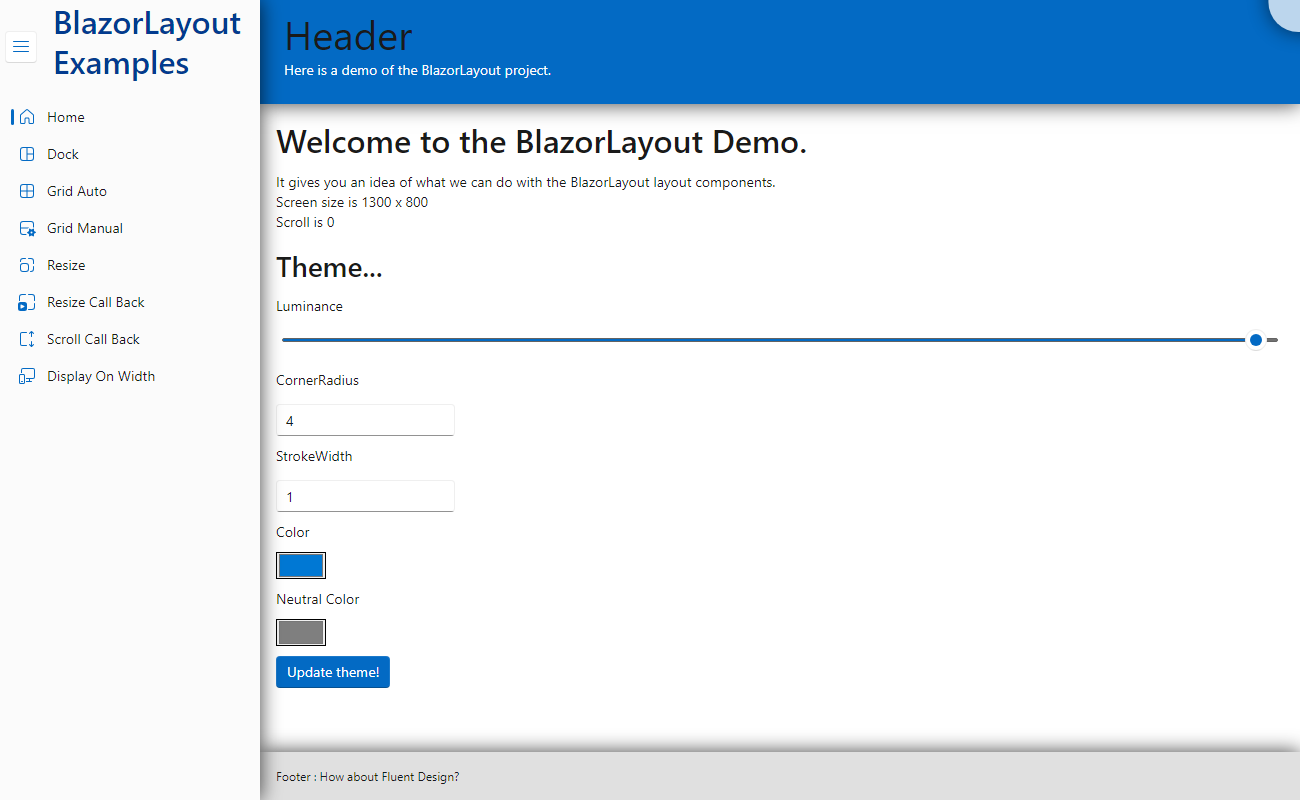 BlazorLayout
Examples
Home
Dock
Grid Auto
Grid Manual
Resize
Resize Call Back
Scroll Call Back
Display On Width
Header
Here is a demo of the BlazorLayout project.
Welcome to the BlazorLayout Demo.
It gives you an idea of what we can do with the BlazorLayout layout components.
Screen size is 1300 x 800
Scroll is 0
Theme...
Luminance
CornerRadius
4
StrokeWidth
1
Color
Neutral Color
Update theme!
Footer : How about Fluent Design?